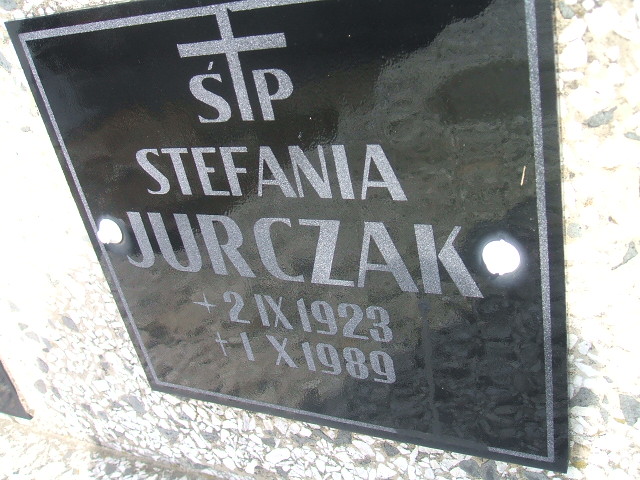 ŚP
STEFANIA
JURCZAK
+ 2 IX 1923
+ 1 X 1989